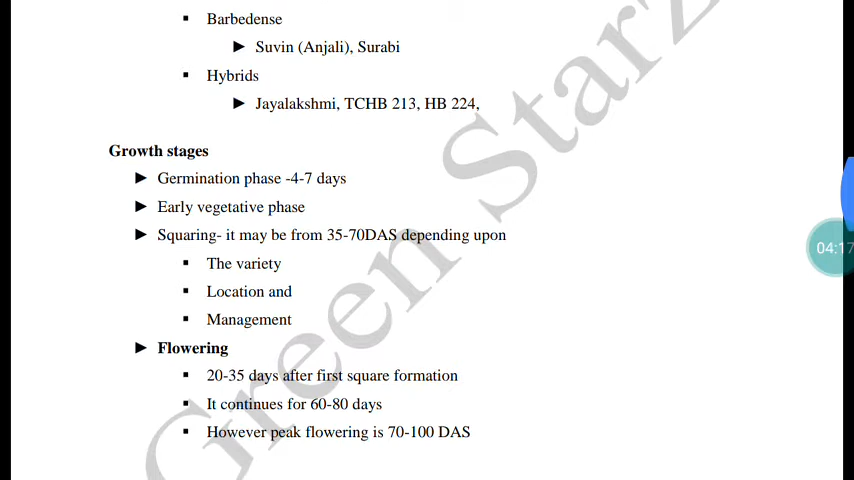 ▪ Barbedense
► Suvin (Anjali), Surabi
▪ Hybrids
► Jayalakshmi, TCHB 213, HB 224,
Growth stages
► Germination phase -4-7 days
► Early vegetative phase
► Squaring- it may be from 35-70DAS depending upon
▪ The variety
▪ Location and
▪ Management
► Flowering
▪ 20-35 days after first square formation
▪ It continues for 60-80 days
▪ However peak flowering is 70-100 DAS
Green Starz
04:17